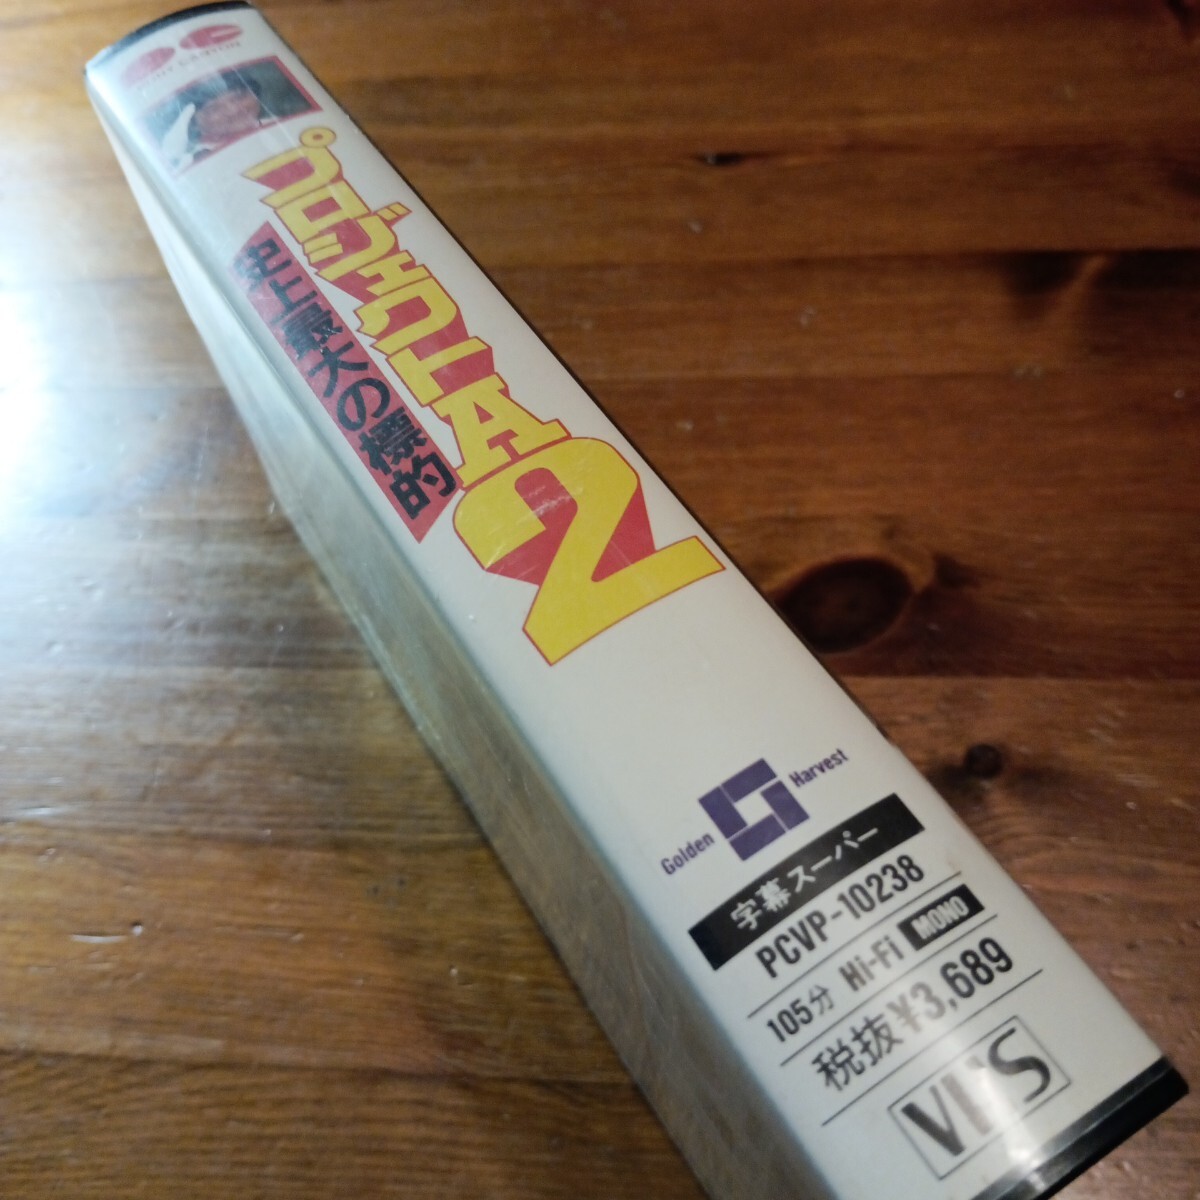 プロジェクトA2
史上最大の標的
Golden Harvest
字幕スーパー
PCVP-10238
105分 Hi-Fi MONO
税抜¥3,689
VHS